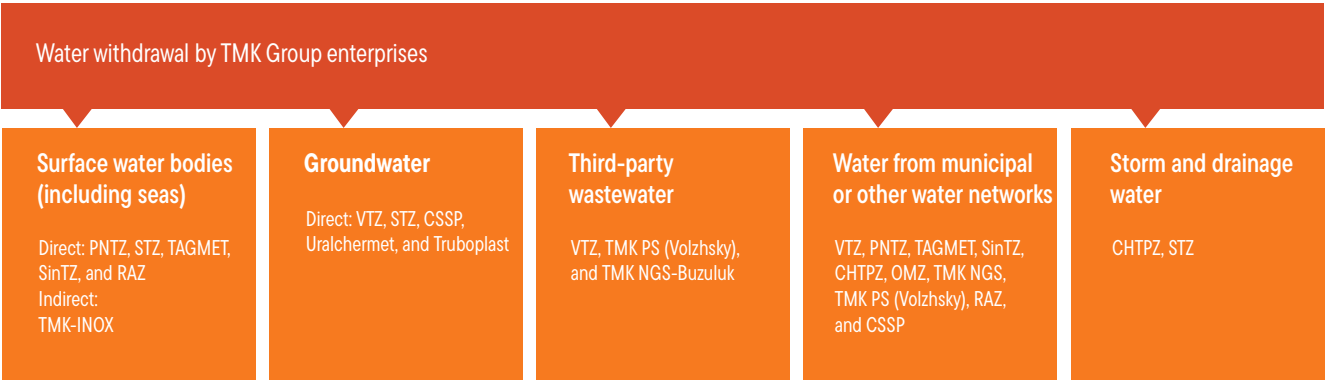 Water withdrawal by TMK Group enterprises
Surface water bodies
(including seas)
Direct: PNTZ, STZ, TAGMET,
SinTZ, and RAZ
Indirect:
TMK-INOX
Groundwater
Direct: VTZ, STZ, CSSP,
Uralchermet, and Truboplast
Third-party
wastewater
VTZ, TMK PS (Volzhsky),
and TMK NGS-Buzuluk
Water from municipal
or other water networks
VTZ, PNTZ, TAGMET, SinTZ,
CHTPZ, OMZ, TMK NGS,
TMK PS (Volzhsky), RAZ,
and CSSP
Storm and drainage
water
CHTPZ, STZ